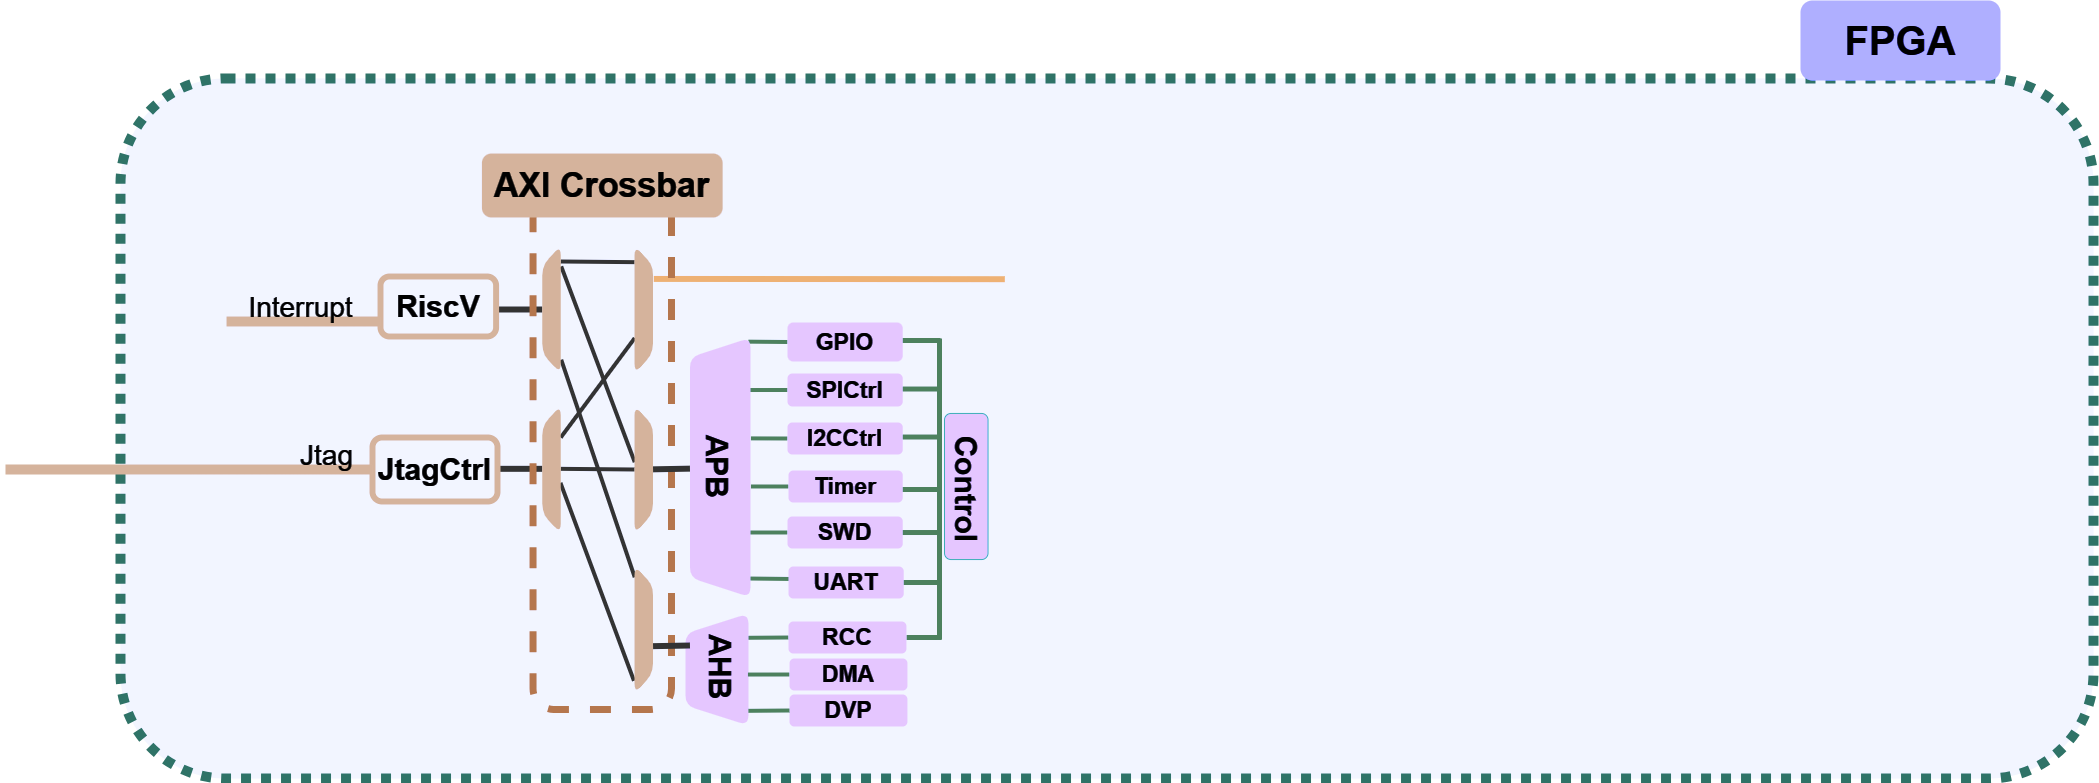 FPGA
AXI Crossbar
Interrupt
RiscV
Jtag
JtagCtrl
APB
GPIO
SPICtrl
I2CCtrl
Timer
SWD
UART
Control
AHB
RCC
DMA
DVP